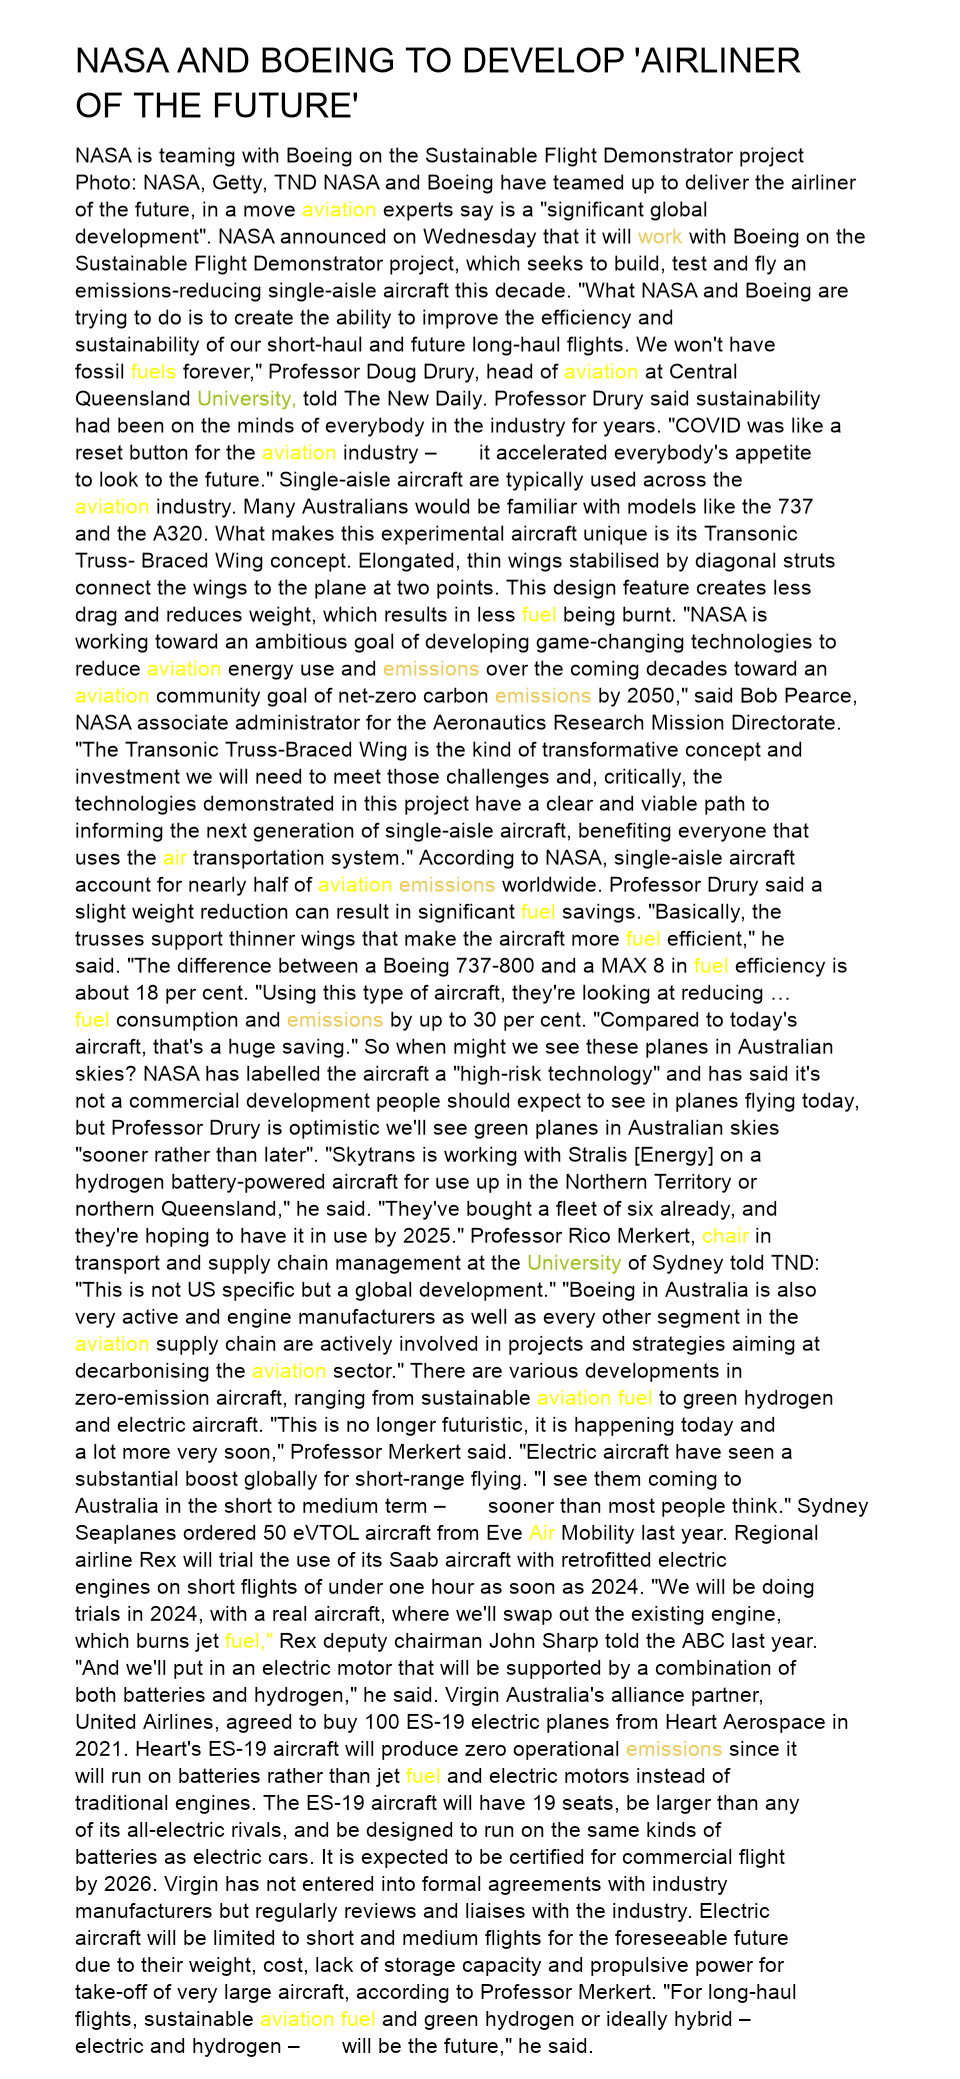 NASA AND BOEING TO DEVELOP 'AIRLINER
OF THE FUTURE'
NASA is teaming with Boeing on the Sustainable Flight Demonstrator project
Photo: NASA, Getty, TND NASA and Boeing have teamed up to deliver the airliner
of the future, in a move aviation experts say is a "significant global
development". NASA announced on Wednesday that it will work with Boeing on the
Sustainable Flight Demonstrator project, which seeks to build, test and fly an
emissions-reducing single-aisle aircraft this decade. "What NASA and Boeing are
trying to do is to create the ability to improve the efficiency and
sustainability of our short-haul and future long-haul flights. We won't have
fossil fuels forever," Professor Doug Drury, head of aviation at Central
Queensland University, told The New Daily. Professor Drury said sustainability
had been on the minds of everybody in the industry for years. "COVID was like a
reset button for the aviation industry – it accelerated everybody's appetite
to look to the future." Single-aisle aircraft are typically used across the
aviation industry. Many Australians would be familiar with models like the 737
and the A320. What makes this experimental aircraft unique is its Transonic
Truss- Braced Wing concept. Elongated, thin wings stabilised by diagonal struts
connect the wings to the plane at two points. This design feature creates less
drag and reduces weight, which results in less fuel being burnt. "NASA is
working toward an ambitious goal of developing game-changing technologies to
reduce aviation energy use and emissions over the coming decades toward an
aviation community goal of net-zero carbon emissions by 2050," said Bob Pearce,
NASA associate administrator for the Aeronautics Research Mission Directorate.
"The Transonic Truss-Braced Wing is the kind of transformative concept and
investment we will need to meet those challenges and, critically, the
technologies demonstrated in this project have a clear and viable path to
informing the next generation of single-aisle aircraft, benefiting everyone that
uses the air transportation system." According to NASA, single-aisle aircraft
account for nearly half of aviation emissions worldwide. Professor Drury said a
slight weight reduction can result in significant fuel savings. "Basically, the
trusses support thinner wings that make the aircraft more fuel efficient," he
said. "The difference between a Boeing 737-800 and a MAX 8 in fuel efficiency is
about 18 per cent. "Using this type of aircraft, they're looking at reducing …
fuel consumption and emissions by up to 30 per cent. "Compared to today's
aircraft, that's a huge saving." So when might we see these planes in Australian
skies? NASA has labelled the aircraft a "high-risk technology" and has said it's
not a commercial development people should expect to see in planes flying today,
but Professor Drury is optimistic we'll see green planes in Australian skies
"sooner rather than later". "Skytrans is working with Stralis [Energy] on a
hydrogen battery-powered aircraft for use up in the Northern Territory or
northern Queensland," he said. "They've bought a fleet of six already, and
they're hoping to have it in use by 2025." Professor Rico Merkert, chair in
transport and supply chain management at the University of Sydney told TND:
"This is not US specific but a global development." "Boeing in Australia is also
very active and engine manufacturers as well as every other segment in the
aviation supply chain are actively involved in projects and strategies aiming at
decarbonising the aviation sector." There are various developments in
zero-emission aircraft, ranging from sustainable aviation fuel to green hydrogen
and electric aircraft. "This is no longer futuristic, it is happening today and
a lot more very soon," Professor Merkert said. "Electric aircraft have seen a
substantial boost globally for short-range flying. "I see them coming to
Australia in the short to medium term – sooner than most people think." Sydney
Seaplanes ordered 50 eVTOL aircraft from Eve Air Mobility last year. Regional
airline Rex will trial the use of its Saab aircraft with retrofitted electric
engines on short flights of under one hour as soon as 2024. "We will be doing
trials in 2024, with a real aircraft, where we'll swap out the existing engine,
which burns jet fuel," Rex deputy chairman John Sharp told the ABC last year.
"And we'll put in an electric motor that will be supported by a combination of
both batteries and hydrogen," he said. Virgin Australia's alliance partner,
United Airlines, agreed to buy 100 ES-19 electric planes from Heart Aerospace in
2021. Heart's ES-19 aircraft will produce zero operational emissions since it
will run on batteries rather than jet fuel and electric motors instead of
traditional engines. The ES-19 aircraft will have 19 seats, be larger than any
of its all-electric rivals, and be designed to run on the same kinds of
batteries as electric cars. It is expected to be certified for commercial flight
by 2026. Virgin has not entered into formal agreements with industry
manufacturers but regularly reviews and liaises with the industry. Electric
aircraft will be limited to short and medium flights for the foreseeable future
due to their weight, cost, lack of storage capacity and propulsive power for
take-off of very large aircraft, according to Professor Merkert. "For long-haul
flights, sustainable aviation fuel and green hydrogen or ideally hybrid –
electric and hydrogen – will be the future," he said.